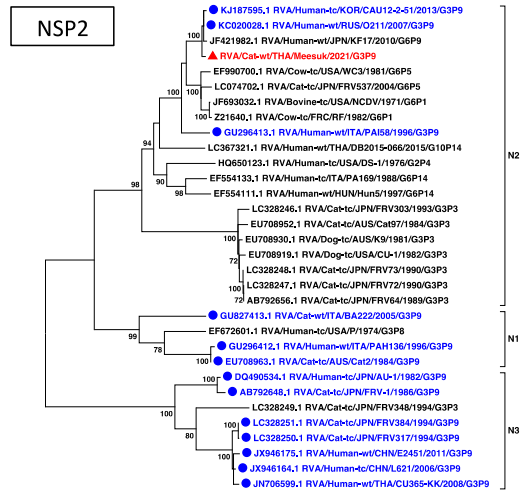 NSP2
KJ187595.1 RVA/Human-tc/KOR/CAU12-2-51/2013/G3P9
KC020028.1 RVA/Human-wt/RUS/O211/2007/G3P9
JF421982.1 RVA/Human-wt/JPN/KF17/2010/G6P9
RVA/Cat-wt/THA/Meesuk/2021/G3P9
100
EF990700.1 RVA/Cow-tc/USA/WC3/1981/G6P5
LC074702.1 RVA/Cat-tc/JPN/FRV537/2004/G6P5
JF693032.1 RVA/Bovine-tc/USA/NCDV/1971/G6P1
100
Z21640.1 RVA/Cow-tc/FRC/RF/1982/G6P1
GU296413.1 RVA/Human-wt/ITA/PAI58/1996/G3P9
94
LC367321.1 RVA/Human-wt/THA/DB2015-066/2015/G10P14
HQ650123.1 RVA/Human-tc/USA/DS-1/1976/G2P4
90
EF554133.1 RVA/Human-tc/ITA/PA169/1988/G6P14
98
100
EF554111.1 RVA/Human-wt/HUN/Hun5/1997/G6P14
N2
LC328246.1 RVA/Cat-tc/JPN/FRV303/1993/G3P3
EU708952.1 RVA/Cat-tc/AUS/Cat97/1984/G3P3
100
EU708930.1 RVA/Dog-tc/AUS/K9/1981/G3P3
EU708919.1 RVA/Dog-tc/USA/CU-1/1982/G3P3
72
LC328248.1 RVA/Cat-tc/JPN/FRV73/1990/G3P3
100
LC328247.1 RVA/Cat-tc/JPN/FRV72/1990/G3P3
72
AB792656.1 RVA/Cat-tc/JPN/FRV64/1989/G3P3
GU827413.1 RVA/Cat-wt/ITA/BA222/2005/G3P9
99
EF672601.1 RVA/Human-tc/USA/P/1974/G3P8
N1
78
GU296412.1 RVA/Human-wt/ITA/PAH136/1996/G3P9
100
EU708963.1 RVA/Cat-tc/AUS/Cat2/1984/G3P9
DQ490534.1 RVA/Human-tc/JPN/AU-1/1982/G3P9
100
AB792648.1 RVA/Cat-tc/JPN/FRV-1/1986/G3P9
100
LC328249.1 RVA/Cat-tc/JPN/FRV348/1994/G3P3
80
LC328251.1 RVA/Cat-tc/JPN/FRV384/1994/G3P9
100
LC328250.1 RVA/Cat-tc/JPN/FRV317/1994/G3P9
N3
JX946175.1 RVA/Human-wt/CHN/E2451/2011/G3P9
100
JX946164.1 RVA/Human-tc/CHN/L621/2006/G3P9
JN706599.1 RVA/Human-wt/THA/CU365-KK/2008/G3P9